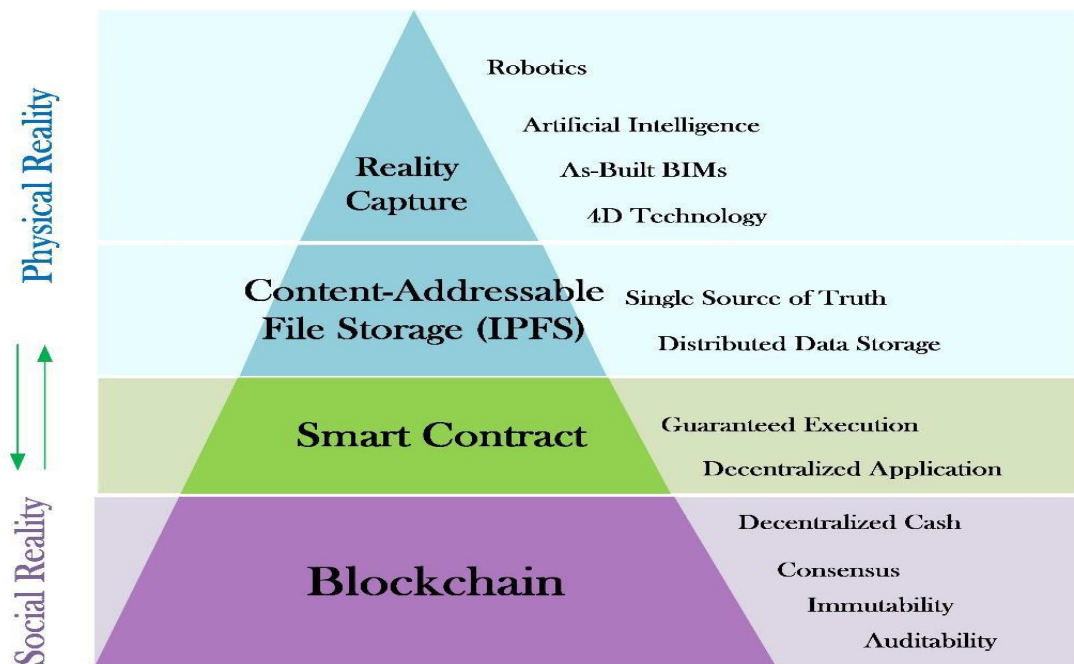 Physical Reality
Social Reality
Robotics
Artificial Intelligence
Reality
Capture
As-Built BIMs
4D Technology
Content-Addressable
File Storage (IPFS)
Single Source of Truth
Distributed Data Storage
Smart Contract
Guaranteed Execution
Decentralized Application
Blockchain
Decentralized Cash
Consensus
Immutability
Auditability